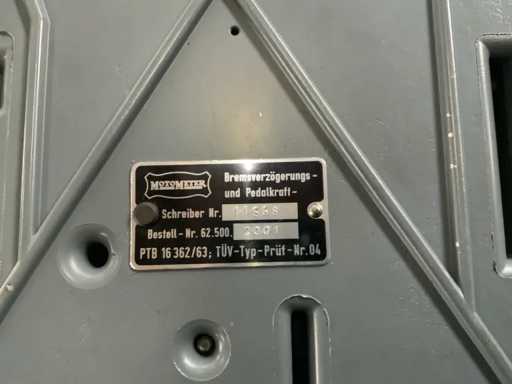 MOTOMETER
Bremsverzögerungs-
und Pedalkraft-
Schreiber Nr.
Bestell-Nr. 62.500. 2001
PTB 16 362/63; TÜV-Typ-Prüf-Nr. 04